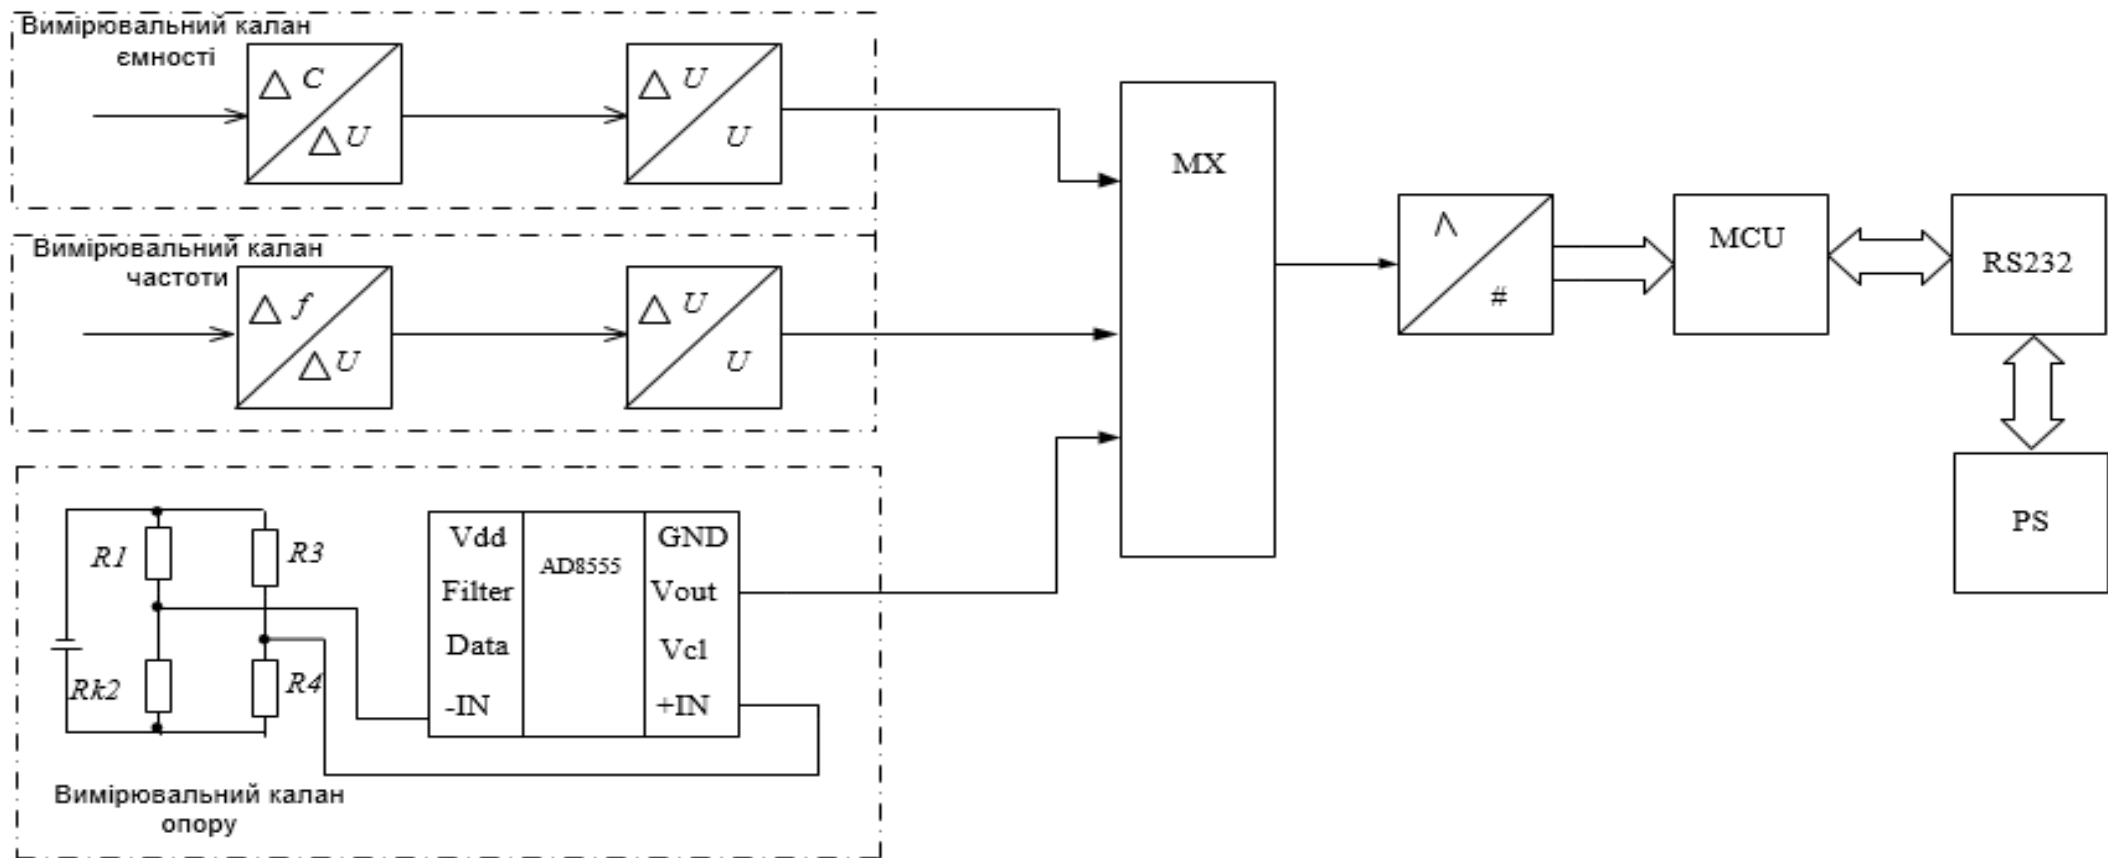 Вимірювальний калан
ємності
△ C
△ U
△ U
U
Вимірювальний калан
частоти
△ f
△ U
△ U
U
MX
Λ
#
MCU
RS232
PS
R1
R3
Rk2
R4
Vdd
Filter
Data
-IN
AD8555
GND
Vout
Vcl
+IN
Вимірювальний калан
опору